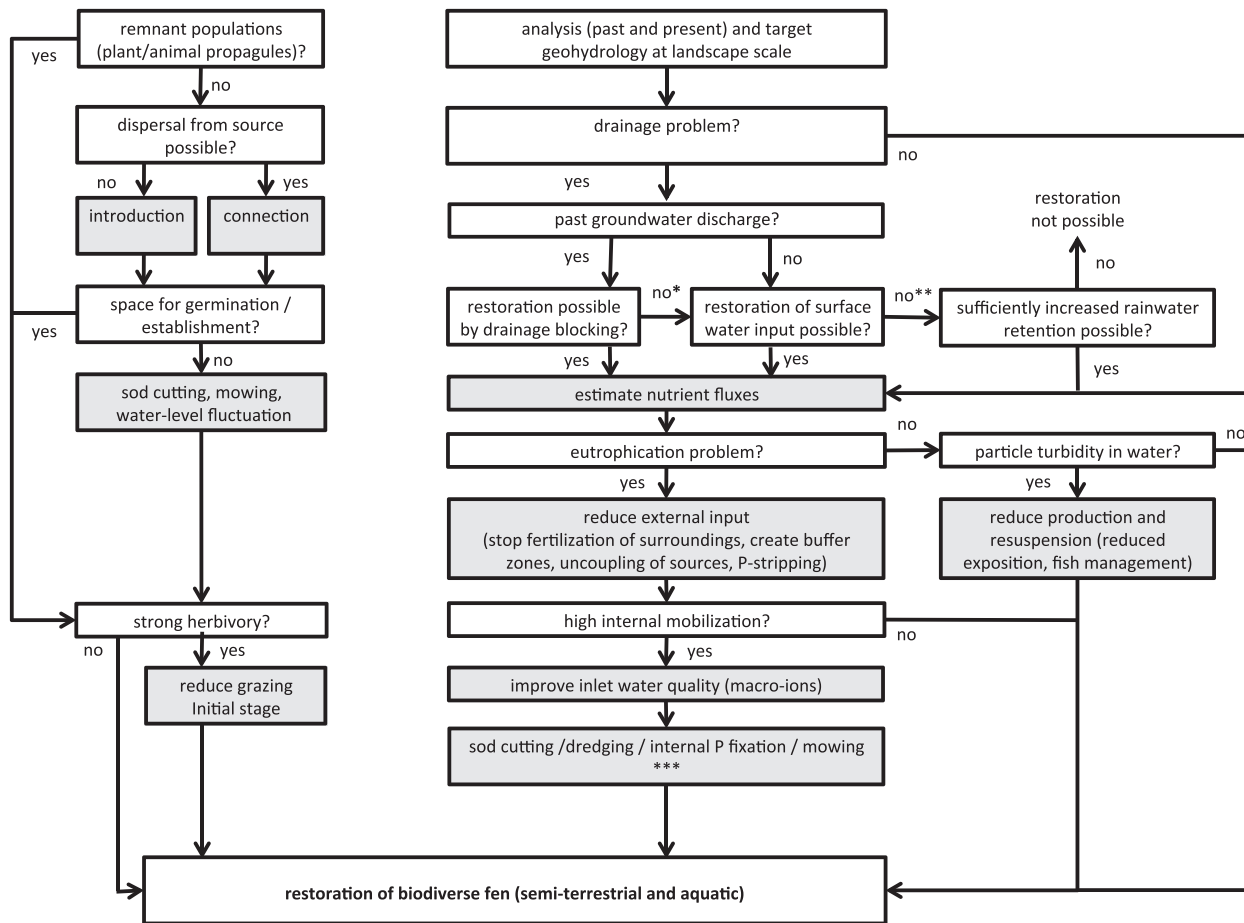 remnant populations
(plant/animal propagules)?
yes
no
dispersal from source
possible?
no
yes
introduction
connection
space for germination /
establishment?
yes
no
sod cutting, mowing,
water-level fluctuation
strong herbivory?
no
yes
reduce grazing
Initial stage
analysis (past and present) and target
geohydrology at landscape scale
drainage problem?
no
yes
past groundwater discharge?
yes
no
restoration possible
by drainage blocking?
no*
restoration of surface
water input possible?
no**
sufficiently increased rainwater
retention possible?
no
restoration
not possible
yes
yes
yes
estimate nutrient fluxes
eutrophication problem?
no
particle turbidity in water?
no
yes
yes
reduce external input
(stop fertilization of surroundings, create buffer
zones, uncoupling of sources, P-stripping)
reduce production and
resuspension (reduced
exposition, fish management)
high internal mobilization?
no
yes
improve inlet water quality (macro-ions)
sod cutting /dredging / internal P fixation / mowing
***
restoration of biodiverse fen (semi-terrestrial and aquatic)